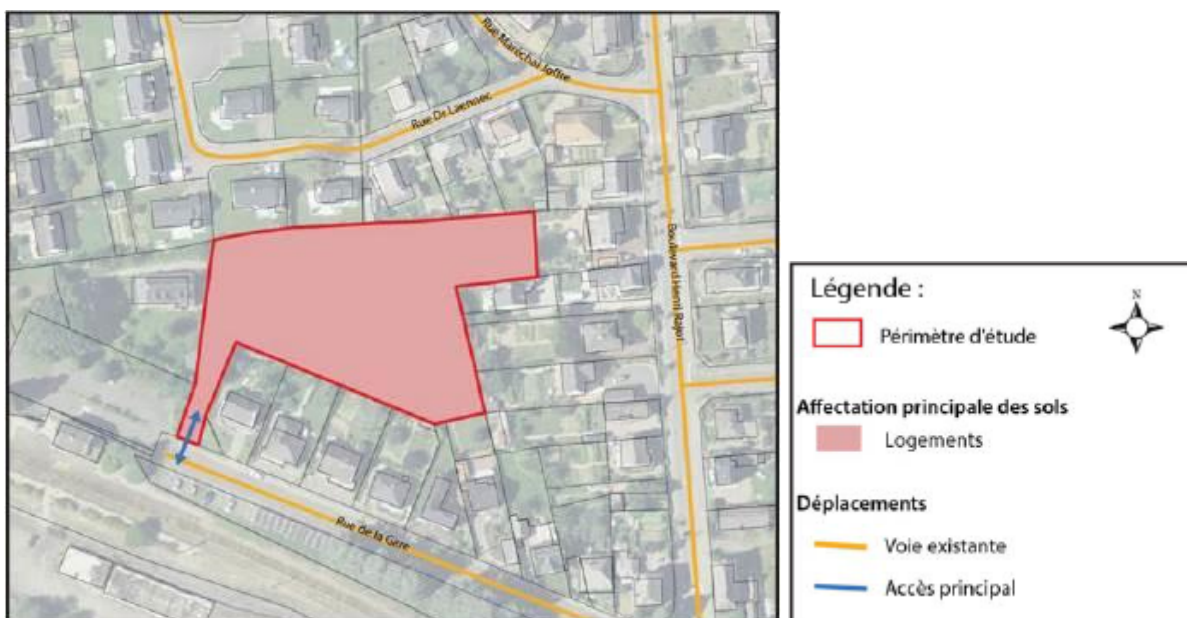 Rue Maréchal Joffre
Rue Dr Laennec
Boulevard Henri Rajot
Rue de la Gare
Légende :
N
Périmètre d'étude
Affectation principale des sols
Logements
Déplacements
Voie existante
Accès principal